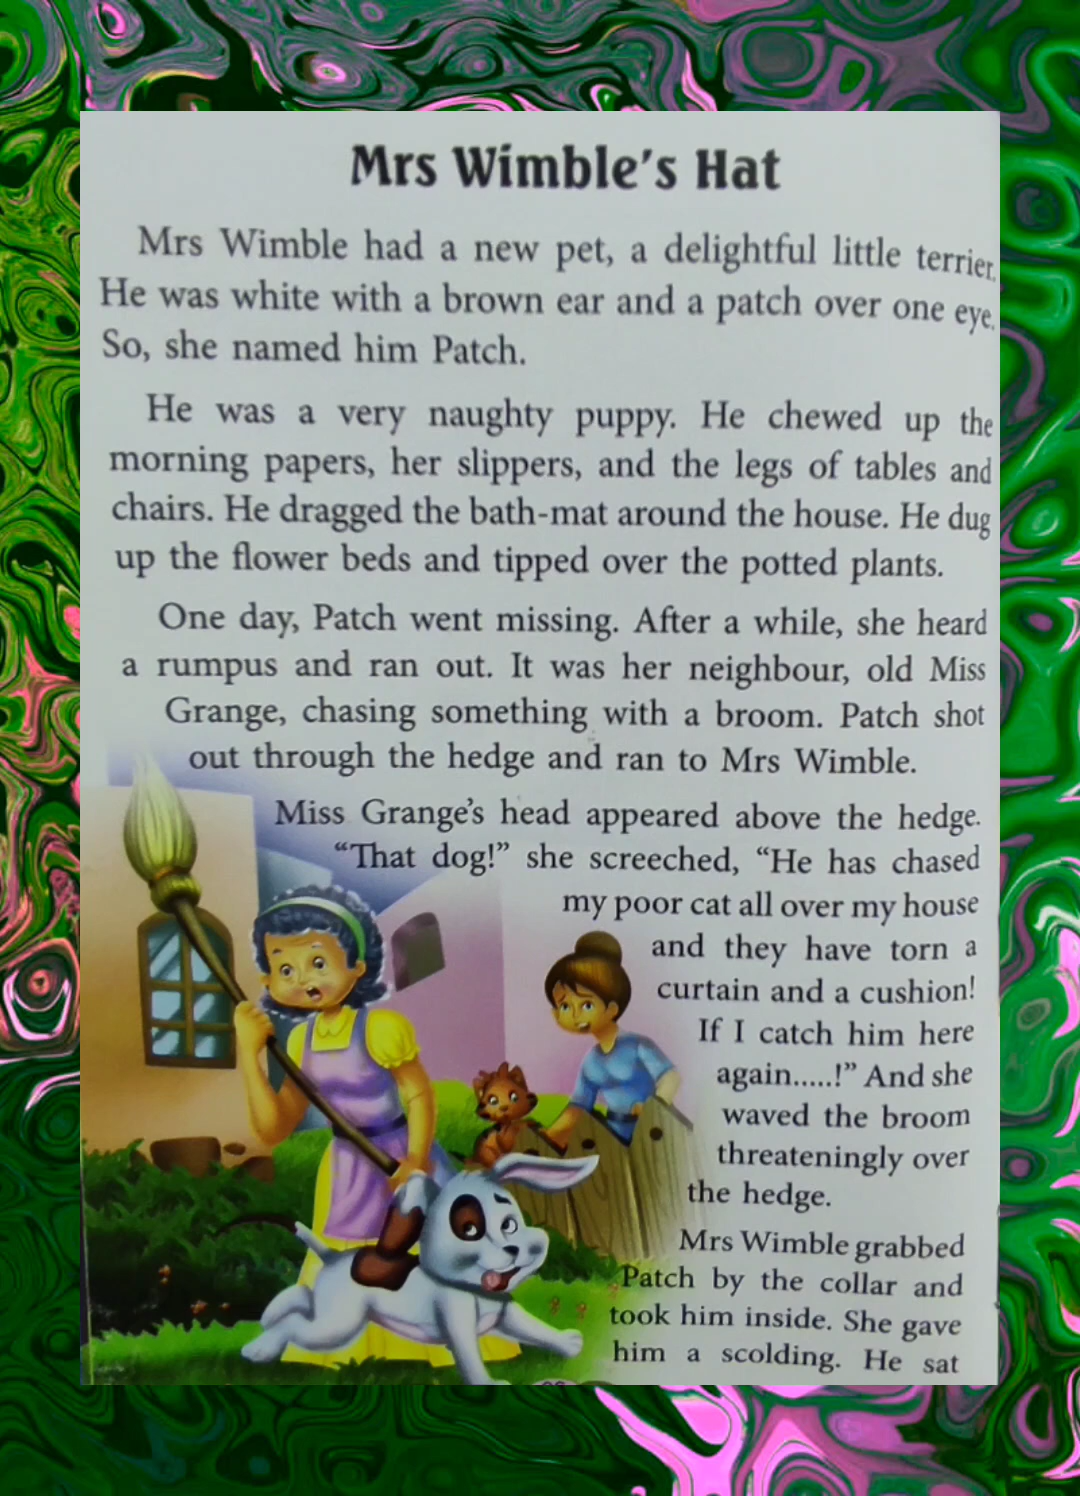 Mrs Wimble's Hat
Mrs Wimble had a new pet, a delightful little terrier.
He was white with a brown ear and a patch over one eye.
So, she named him Patch.
He was a very naughty puppy. He chewed up the
morning papers, her slippers, and the legs of tables and
chairs. He dragged the bath-mat around the house. He dug
up the flower beds and tipped over the potted plants.
One day, Patch went missing. After a while, she heard
a rumpus and ran out. It was her neighbour, old Miss
Grange, chasing something with a broom. Patch shot
out through the hedge and ran to Mrs Wimble.
Miss Grange's head appeared above the hedge.
“That dog!” she screeched, “He has chased
my poor cat all over my house
and they have torn a
curtain and a cushion!
If I catch him here
again.....!” And she
waved the broom
threateningly over
the hedge.
Mrs Wimble grabbed
Patch by the collar and
took him inside. She gave
him a scolding. He sat